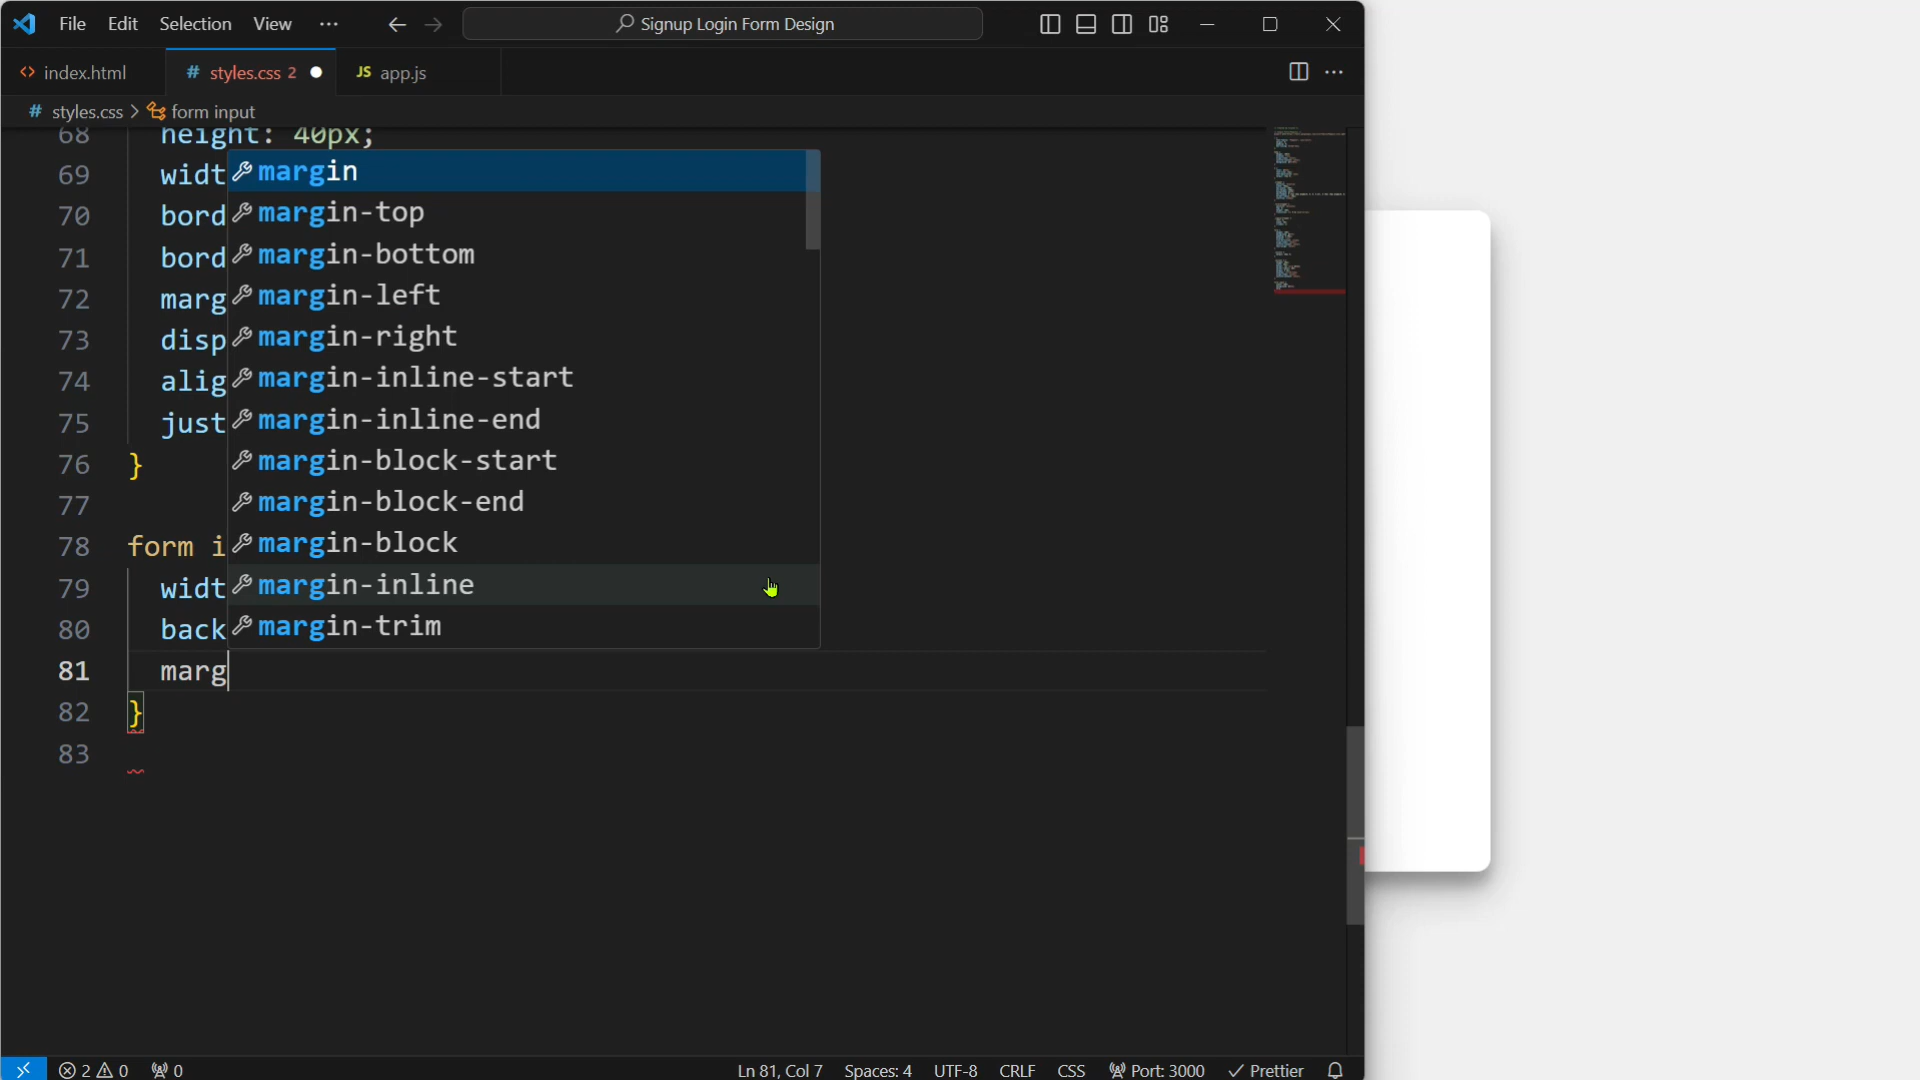 File Edit Selection View ···
Signup Login Form Design
index.html
# styles.css 2
JS app.js
# styles.css > form input
68 height: 40px;
69 widt
70 bord
71 bord
72 marg
73 disp
74 alig
75 just
76 }
77
78 form i
79 widt
80 back
81 marg
82 }
83
margin
margin-top
margin-bottom
margin-left
margin-right
margin-inline-start
margin-inline-end
margin-block-start
margin-block-end
margin-block
margin-inline
margin-trim
2 0 0 Ln 81, Col 7 Spaces: 4 UTF-8 CRLF CSS Port: 3000 Prettier